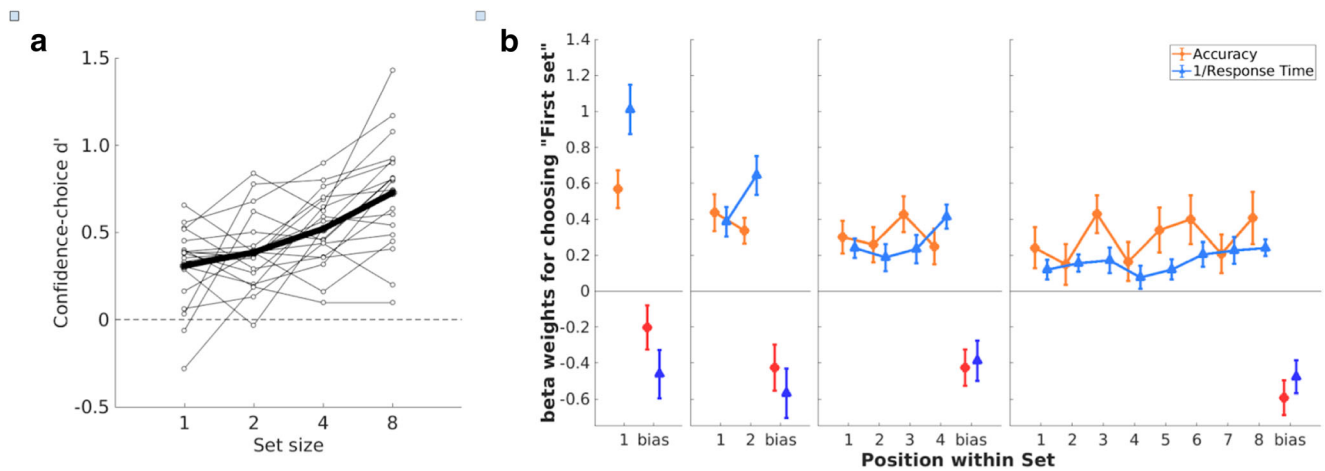 a
1.5
1.0
0.5
0
-0.5
Confidence-choice d'
1 2 4 8
Set size
b
1.4
1.2
1
0.8
0.6
0.4
0.2
0
-0.2
-0.4
-0.6
beta weights for choosing "First set"
Accuracy
1/Response Time
1 bias
1 2 bias
1 2 3 4 bias
1 2 3 4 5 6 7 8 bias
Position within Set